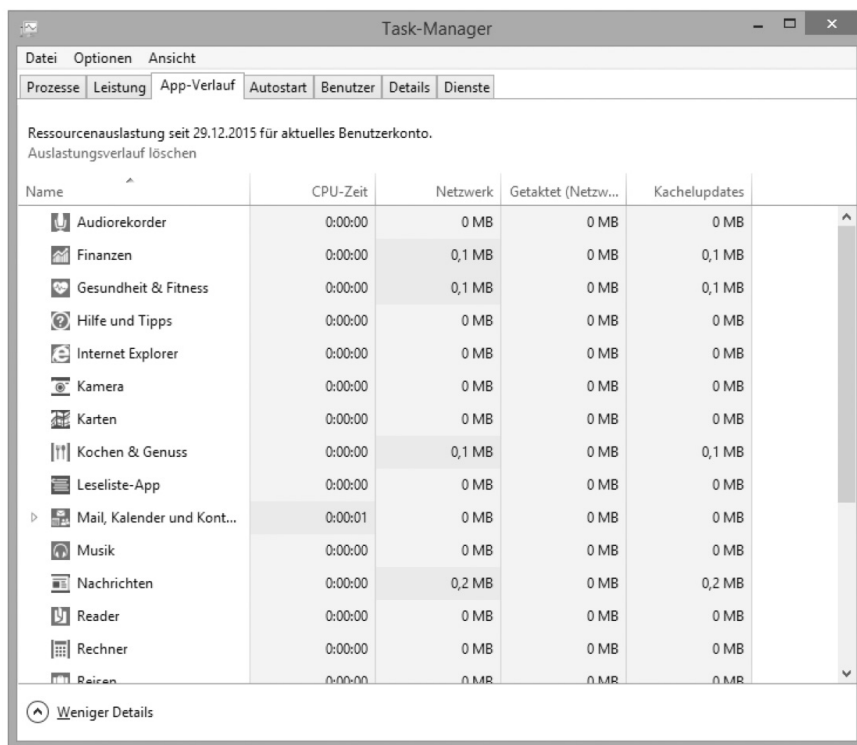 Task-Manager
Datei Optionen Ansicht
Prozesse Leistung App-Verlauf Autostart Benutzer Details Dienste
Ressourcenauslastung seit 29.12.2015 für aktuelles Benutzerkonto.
Auslastungsverlauf löschen
Name CPU-Zeit Netzwerk Getaktet (Netzw... Kachelupdates
Audiorekorder 0:00:00 0 MB 0 MB 0 MB
Finanzen 0:00:00 0,1 MB 0 MB 0,1 MB
Gesundheit & Fitness 0:00:00 0,1 MB 0 MB 0,1 MB
Hilfe und Tipps 0:00:00 0 MB 0 MB 0 MB
Internet Explorer 0:00:00 0 MB 0 MB 0 MB
Kamera 0:00:00 0 MB 0 MB 0 MB
Karten 0:00:00 0 MB 0 MB 0 MB
Kochen & Genuss 0:00:00 0,1 MB 0 MB 0,1 MB
Leseliste-App 0:00:00 0 MB 0 MB 0 MB
Mail, Kalender und Kont... 0:00:01 0 MB 0 MB 0 MB
Musik 0:00:00 0 MB 0 MB 0 MB
Nachrichten 0:00:00 0,2 MB 0 MB 0,2 MB
Reader 0:00:00 0 MB 0 MB 0 MB
Rechner 0:00:00 0 MB 0 MB 0 MB
Reisen 0:00:00 0 MB 0 MB 0 MB
Weniger Details